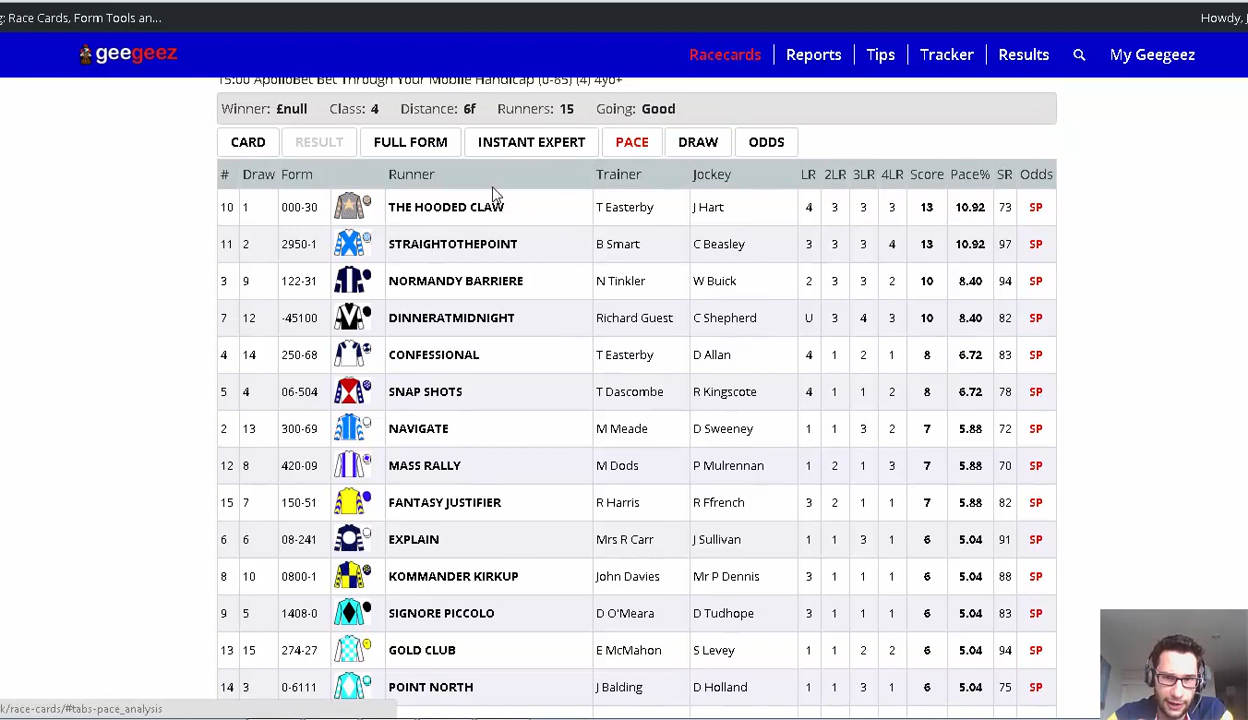 g: Race Cards, Form Tools an...
Howdy, J
geegeez
Racecards Reports Tips Tracker Results My Geegeez
15:00 ApolloBet Bet Through Your Mobile Handicap (0-85) (4) 4yo+
Winner: £null Class: 4 Distance: 6f Runners: 15 Going: Good
CARD RESULT FULL FORM INSTANT EXPERT PACE DRAW ODDS
# Draw Form Runner Trainer Jockey LR 2LR 3LR 4LR Score Pace% SR Odds
10 1 000-30 THE HOODED CLAW T Easterby J Hart 4 3 3 3 13 10.92 73 SP
11 2 2950-1 STRAIGHTOTHEPOINT B Smart C Beasley 3 3 3 4 13 10.92 97 SP
3 9 122-31 NORMANDY BARRIERE N Tinkler W Buick 2 3 3 2 10 8.40 94 SP
7 12 -45100 DINNERATMIDNIGHT Richard Guest C Shepherd U 3 4 3 10 8.40 82 SP
4 14 250-68 CONFESSIONAL T Easterby D Allan 4 1 2 1 8 6.72 83 SP
5 4 06-504 SNAP SHOTS T Dascombe R Kingscote 4 1 1 2 8 6.72 78 SP
2 13 300-69 NAVIGATE M Meade D Sweeney 1 1 3 2 7 5.88 72 SP
12 8 420-09 MASS RALLY M Dods P Mulrennan 1 2 1 3 7 5.88 70 SP
15 7 150-51 FANTASY JUSTIFIER R Harris R Ffrench 3 2 1 1 7 5.88 82 SP
6 6 08-241 EXPLAIN Mrs R Carr J Sullivan 1 1 3 1 6 5.04 91 SP
8 10 0800-1 KOMMANDER KIRKUP John Davies Mr P Dennis 3 1 1 1 6 5.04 88 SP
9 5 1408-0 SIGNORE PICCOLO D O'Meara D Tudhope 3 1 1 1 6 5.04 83 SP
13 15 274-27 GOLD CLUB E McMahon S Levey 1 1 2 2 6 5.04 94 SP
14 3 0-6111 POINT NORTH J Balding D Holland 1 1 3 1 6 5.04 75 SP
k/race-cards/#tabs-pace_analysis